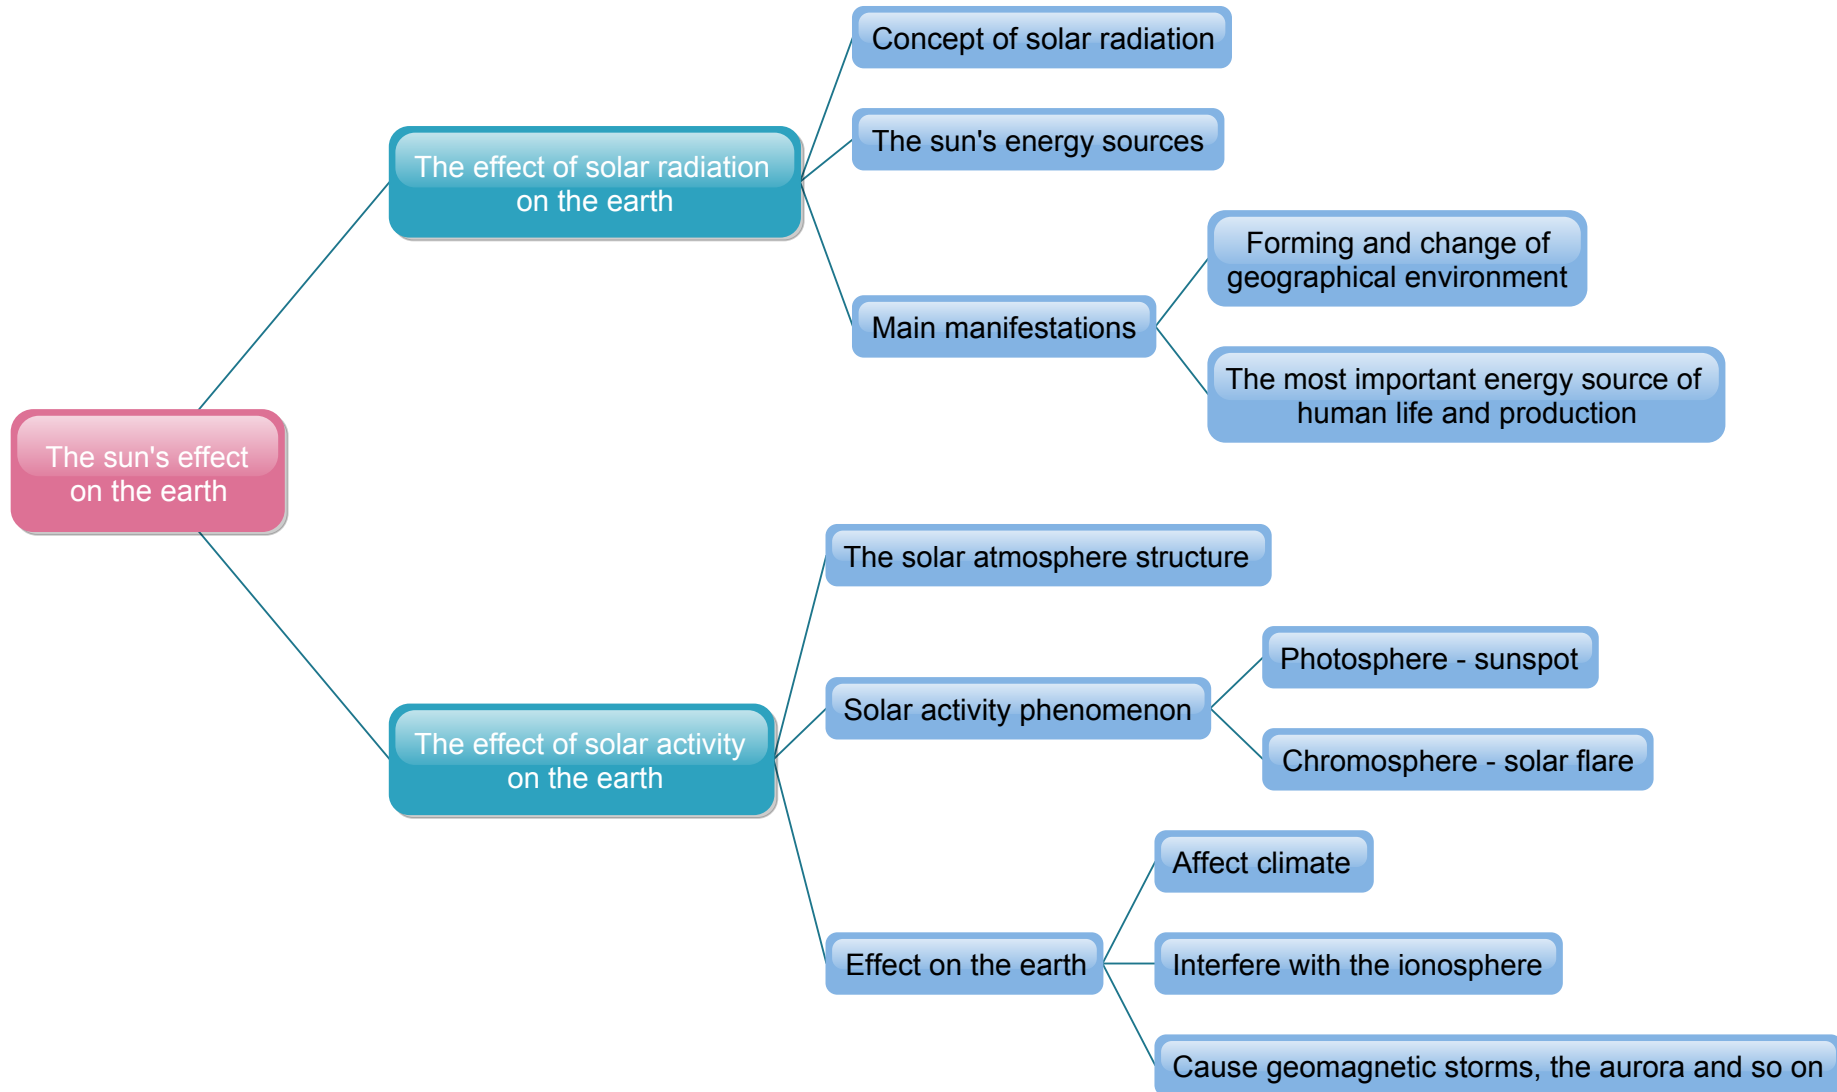 The sun's effect
on the earth
The effect of solar radiation
on the earth
Concept of solar radiation
The sun's energy sources
Main manifestations
Forming and change of
geographical environment
The most important energy source of
human life and production
The effect of solar activity
on the earth
The solar atmosphere structure
Solar activity phenomenon
Photosphere - sunspot
Chromosphere - solar flare
Effect on the earth
Affect climate
Interfere with the ionosphere
Cause geomagnetic storms, the aurora and so on